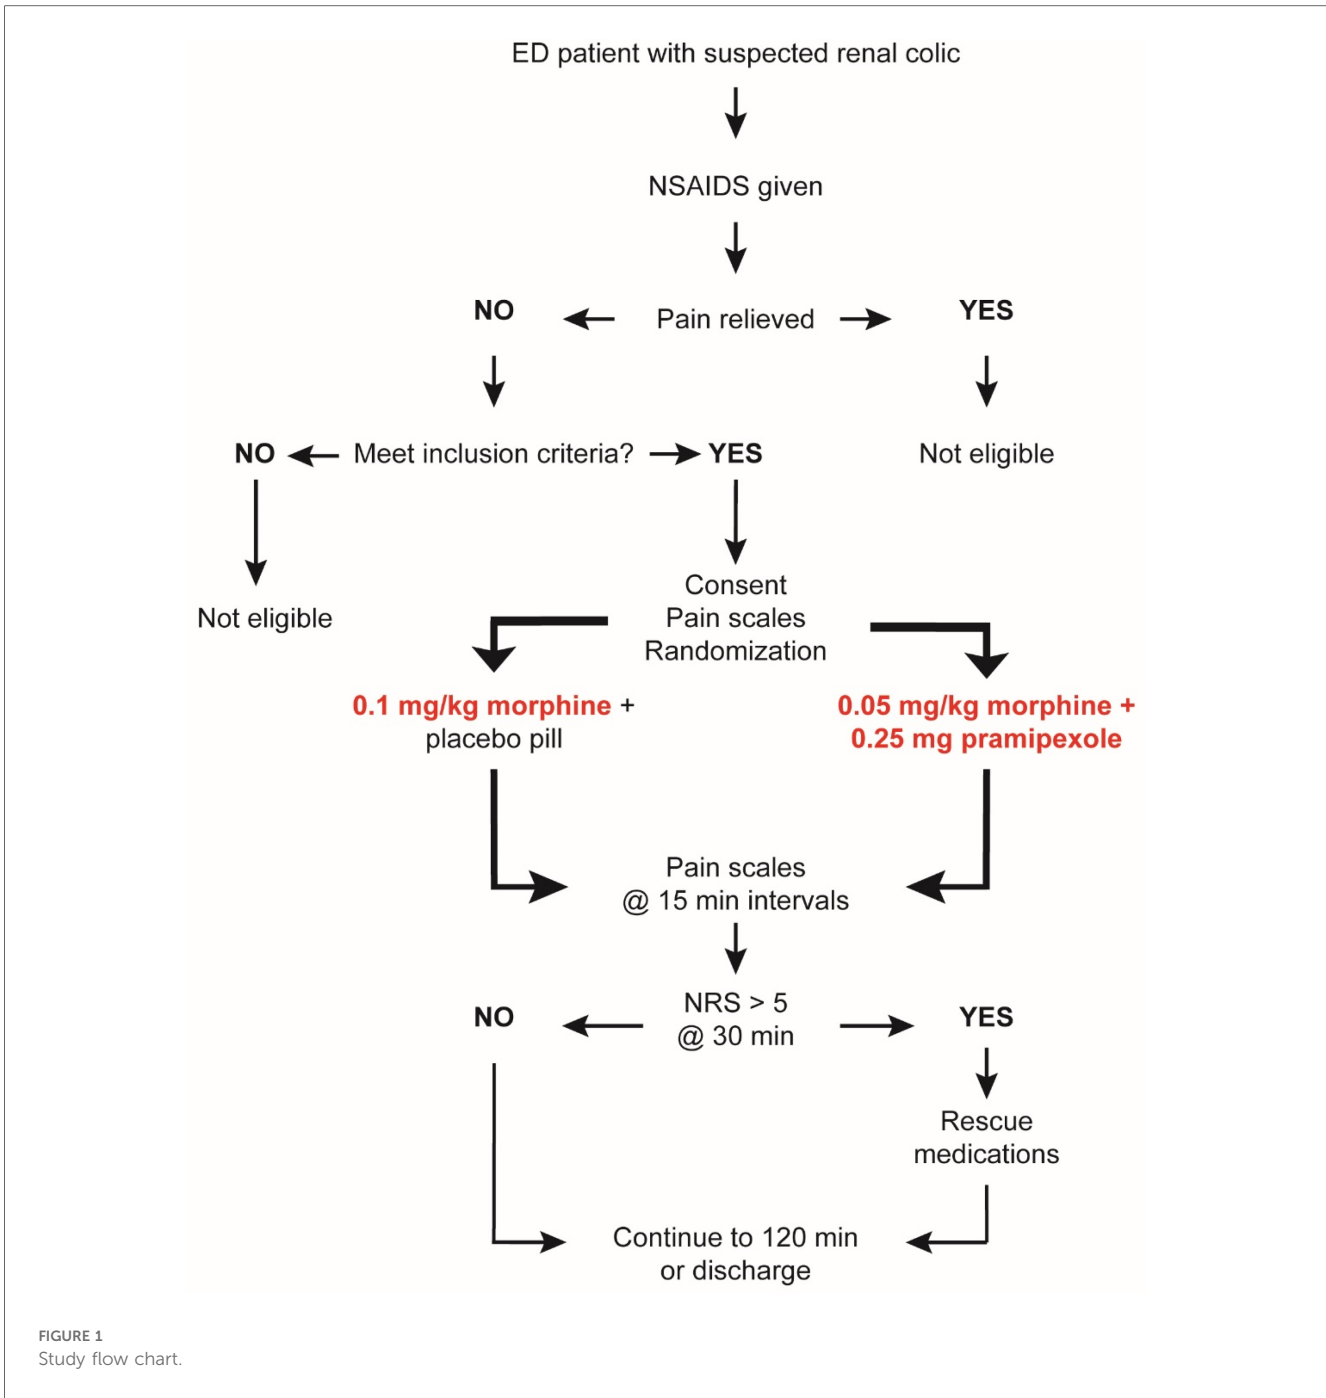 ED patient with suspected renal colic
NSAIDS given
NO
Pain relieved
YES
NO
Meet inclusion criteria?
YES
Not eligible
Not eligible
Consent
Pain scales
Randomization
0.1 mg/kg morphine +
placebo pill
0.05 mg/kg morphine +
0.25 mg pramipexole
Pain scales
@ 15 min intervals
NO
NRS > 5
@ 30 min
YES
Rescue
medications
Continue to 120 min
or discharge
FIGURE 1
Study flow chart.